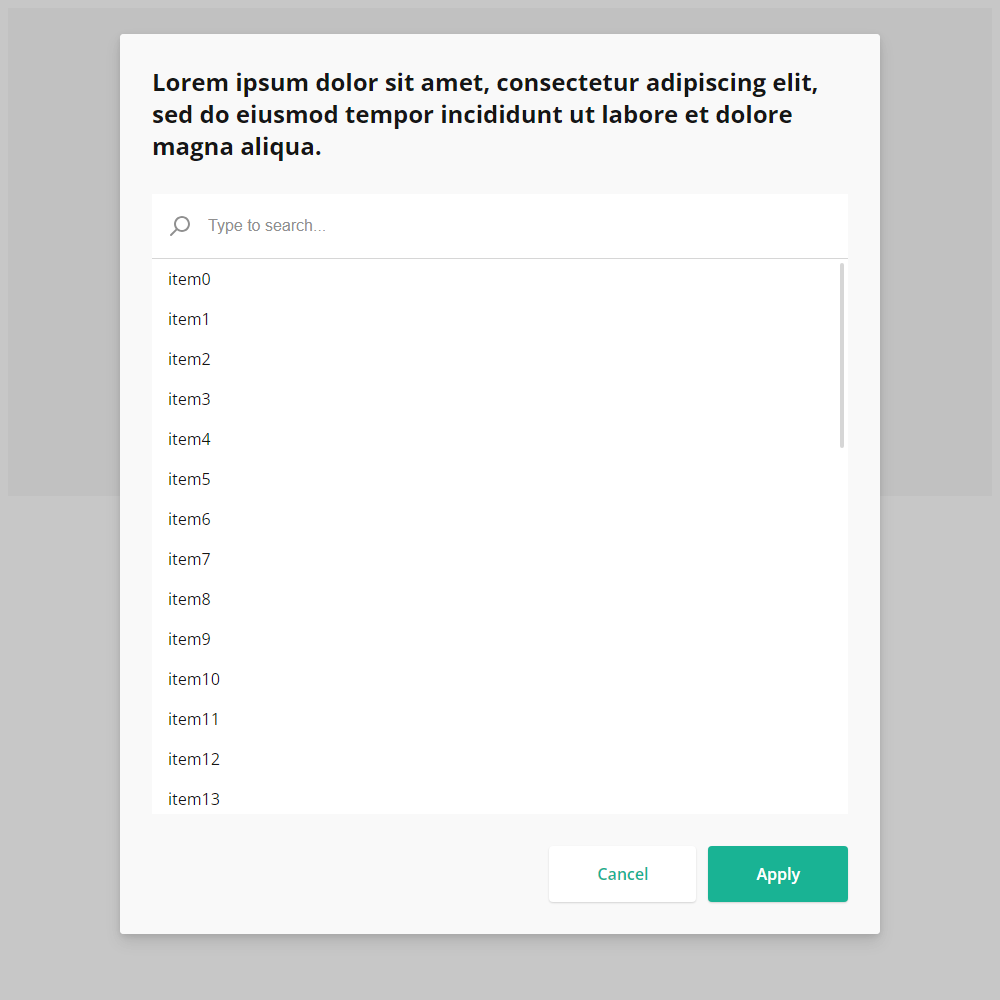 Lorem ipsum dolor sit amet, consectetur adipiscing elit,
sed do eiusmod tempor incididunt ut labore et dolore
magna aliqua.
Type to search...
item0
item1
item2
item3
item4
item5
item6
item7
item8
item9
item10
item11
item12
item13
Cancel
Apply